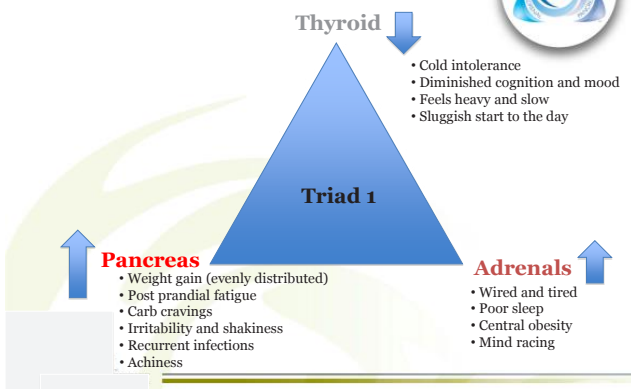 Thyroid
• Cold intolerance
• Diminished cognition and mood
• Feels heavy and slow
• Sluggish start to the day
Triad 1
Pancreas
• Weight gain (evenly distributed)
• Post prandial fatigue
• Carb cravings
• Irritability and shakiness
• Recurrent infections
• Achiness
Adrenals
• Wired and tired
• Poor sleep
• Central obesity
• Mind racing